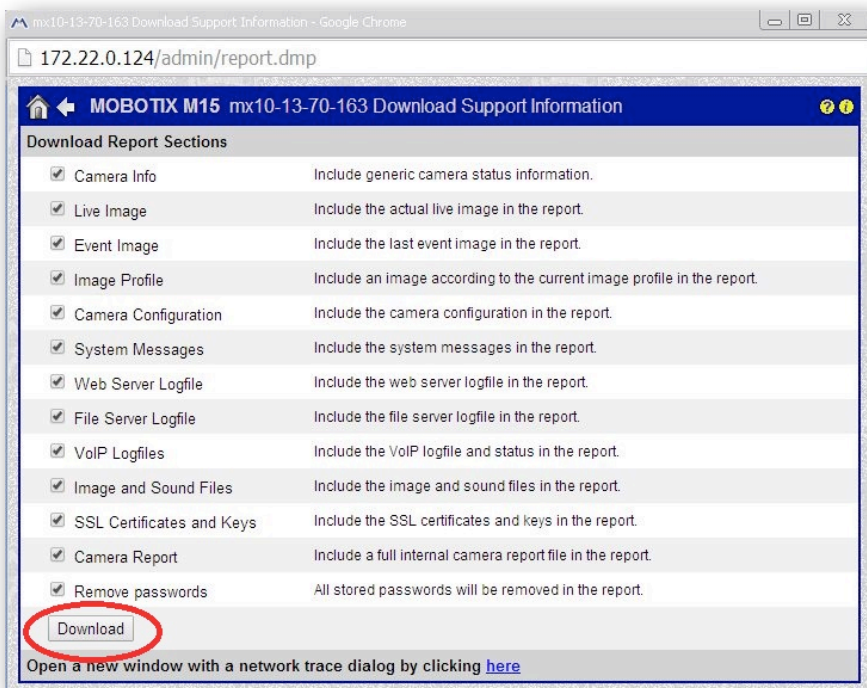 mx10-13-70-163 Download Support Information - Google Chrome
172.22.0.124/admin/report.dmp
MOBOTIX M15 mx10-13-70-163 Download Support Information
Download Report Sections
Camera Info Include generic camera status information.
Live Image Include the actual live image in the report.
Event Image Include the last event image in the report.
Image Profile Include an image according to the current image profile in the report.
Camera Configuration Include the camera configuration in the report.
System Messages Include the system messages in the report.
Web Server Logfile Include the web server logfile in the report.
File Server Logfile Include the file server logfile in the report.
VoIP Logfiles Include the VoIP logfile and status in the report.
Image and Sound Files Include the image and sound files in the report.
SSL Certificates and Keys Include the SSL certificates and keys in the report.
Camera Report Include a full internal camera report file in the report.
Remove passwords All stored passwords will be removed in the report.
Download
Open a new window with a network trace dialog by clicking here